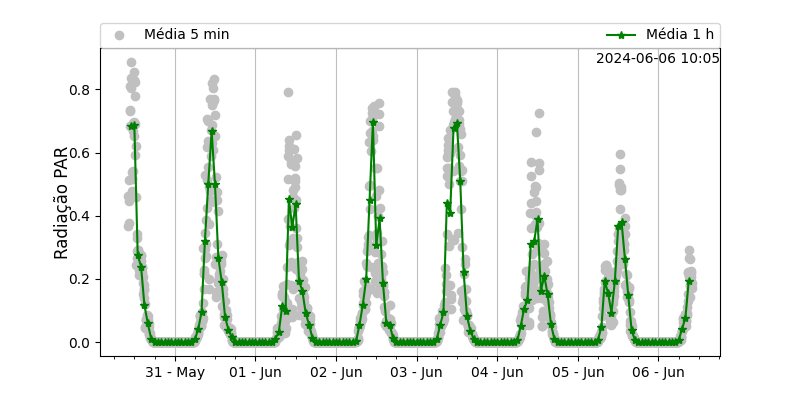 Média 5 min
Média 1 h
2024-06-06 10:05
Radiação PAR
0.8
0.6
0.4
0.2
0.0
31 - May
01 - Jun
02 - Jun
03 - Jun
04 - Jun
05 - Jun
06 - Jun